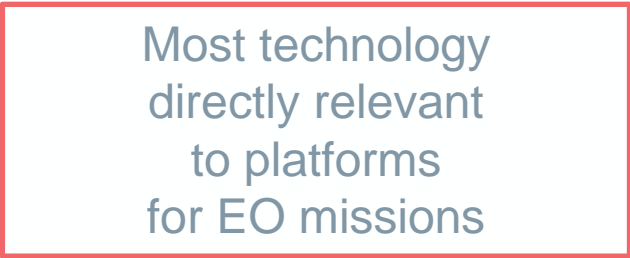 Most technology
directly relevant
to platforms
for EO missions